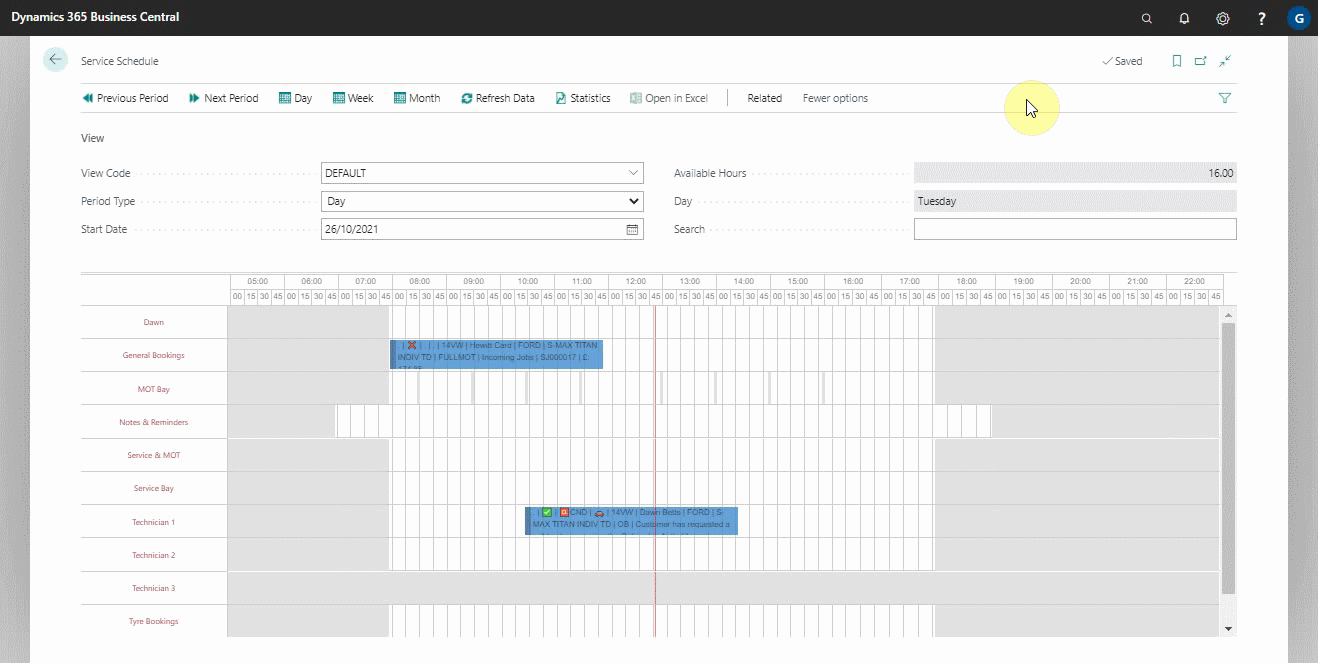 Dynamics 365 Business Central
? G
Service Schedule
Saved
Previous Period Next Period Day Week Month Refresh Data Statistics Open in Excel Related Fewer options
View
View Code DEFAULT Available Hours 16.00
Period Type Day Day Tuesday
Start Date 26/10/2021 Search
05:00 06:00 07:00 08:00 09:00 10:00 11:00 12:00 13:00 14:00 15:00 16:00 17:00 18:00 19:00 20:00 21:00 22:00
00 15 30 45 00 15 30 45 00 15 30 45 00 15 30 45 00 15 30 45 00 15 30 45 00 15 30 45 00 15 30 45 00 15 30 45 00 15 30 45 00 15 30 45 00 15 30 45 00 15 30 45 00 15 30 45 00 15 30 45 00 15 30 45 00 15 30 45 00 15 30 45
Dawn
General Bookings
| ❌ | . | . | 14VW | Hewitt Card | FORD | S-MAX TITAN
INDIV TD | FULLMOT | Incoming Jobs | SJ000017 | £:
MOT Bay
Notes & Reminders
Service & MOT
Service Bay
Technician 1
| ✅ | CND | 🚗 | 14VW | Dawn Betts | FORD | S-
MAX TITAN INDIV TD | OB | Customer has requested a
Technician 2
Technician 3
Tyre Bookings